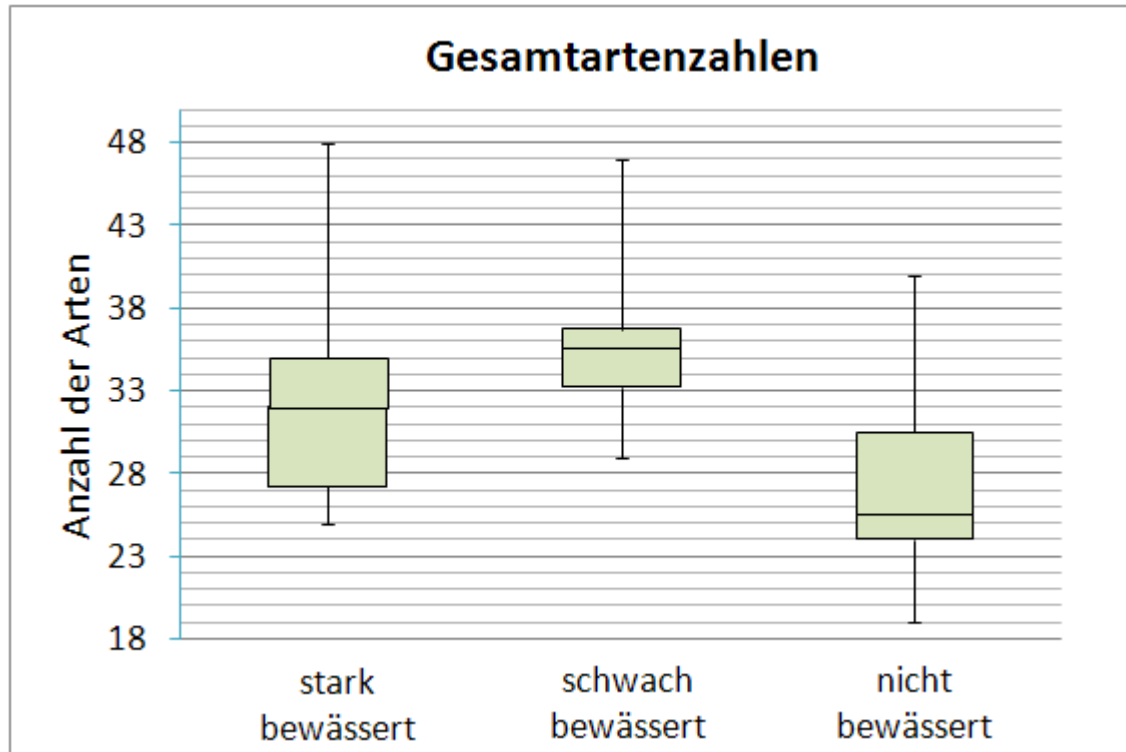 Gesamtartenzahlen
Anzahl der Arten
48
43
38
33
28
23
18
stark
bewässert
schwach
bewässert
nicht
bewässert